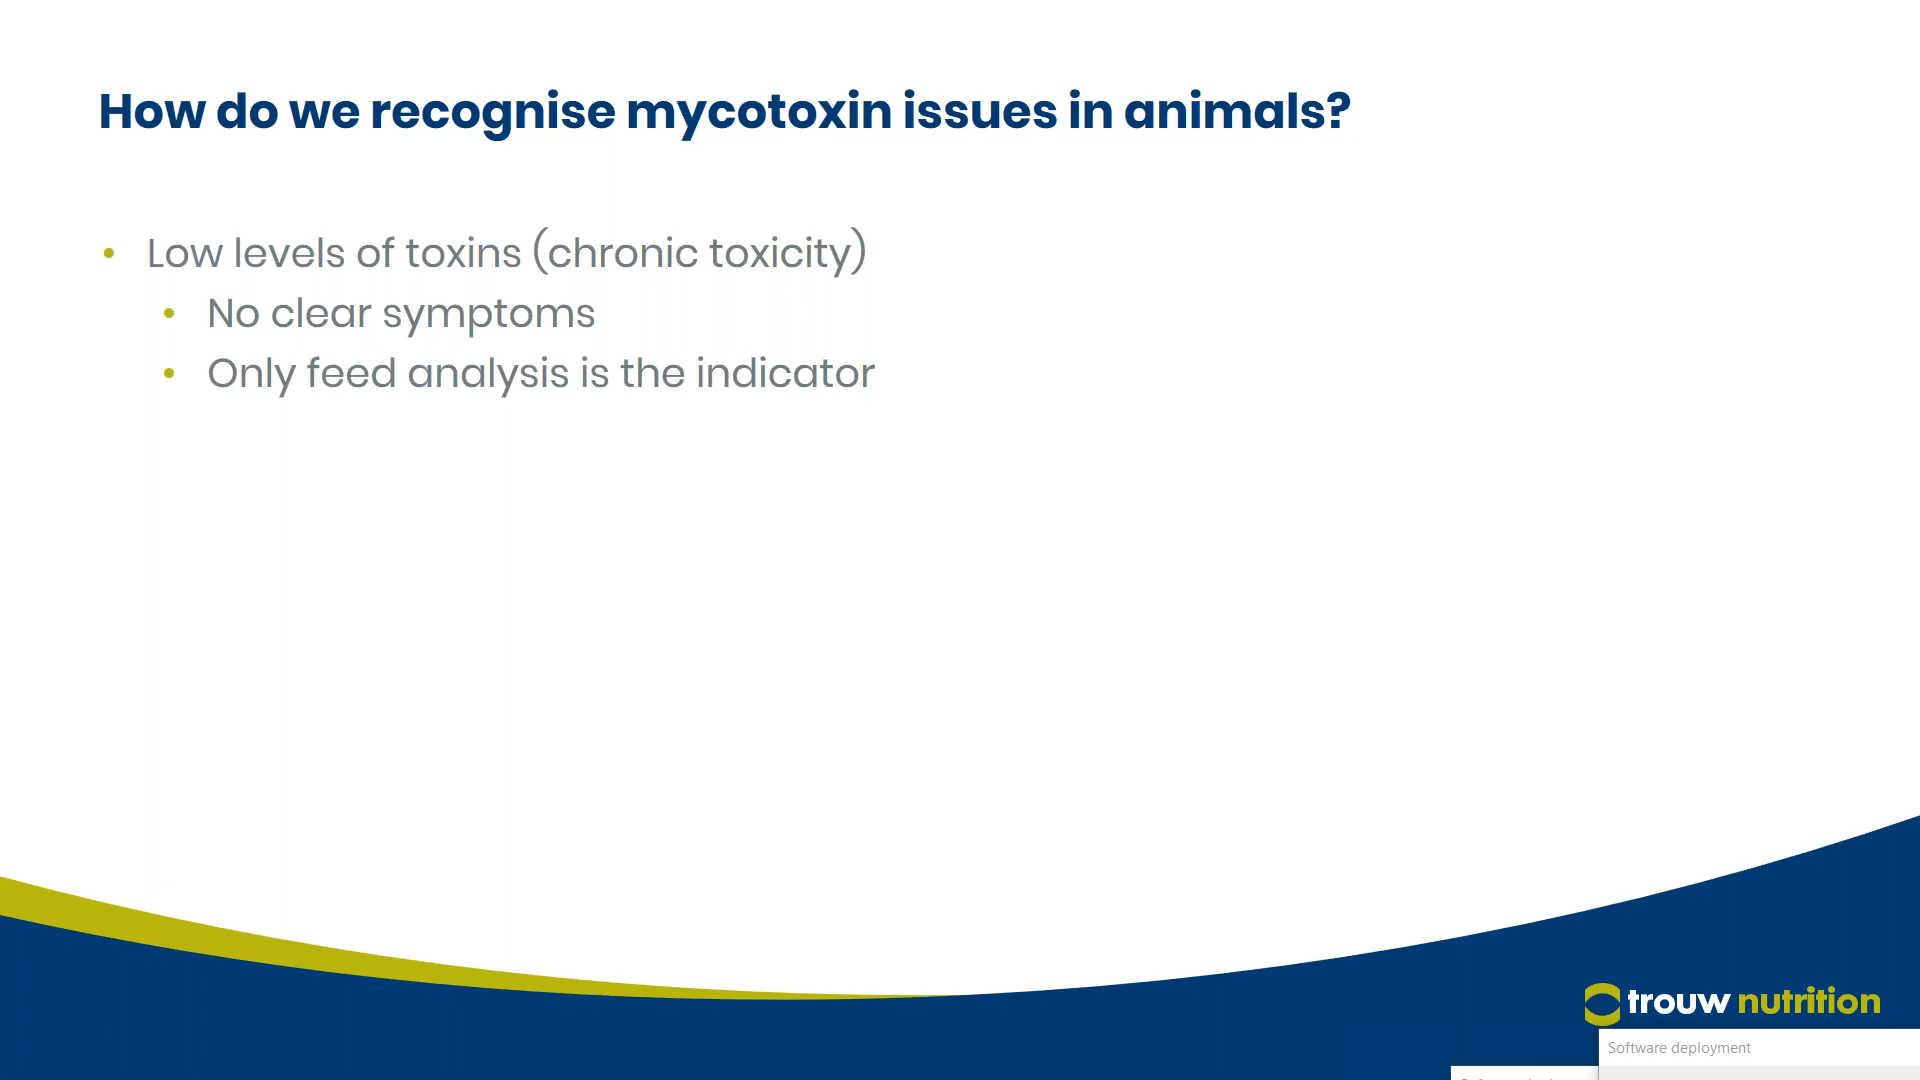 How do we recognise mycotoxin issues in animals?
• Low levels of toxins (chronic toxicity)
• No clear symptoms
• Only feed analysis is the indicator
trouw nutrition
Software deployment